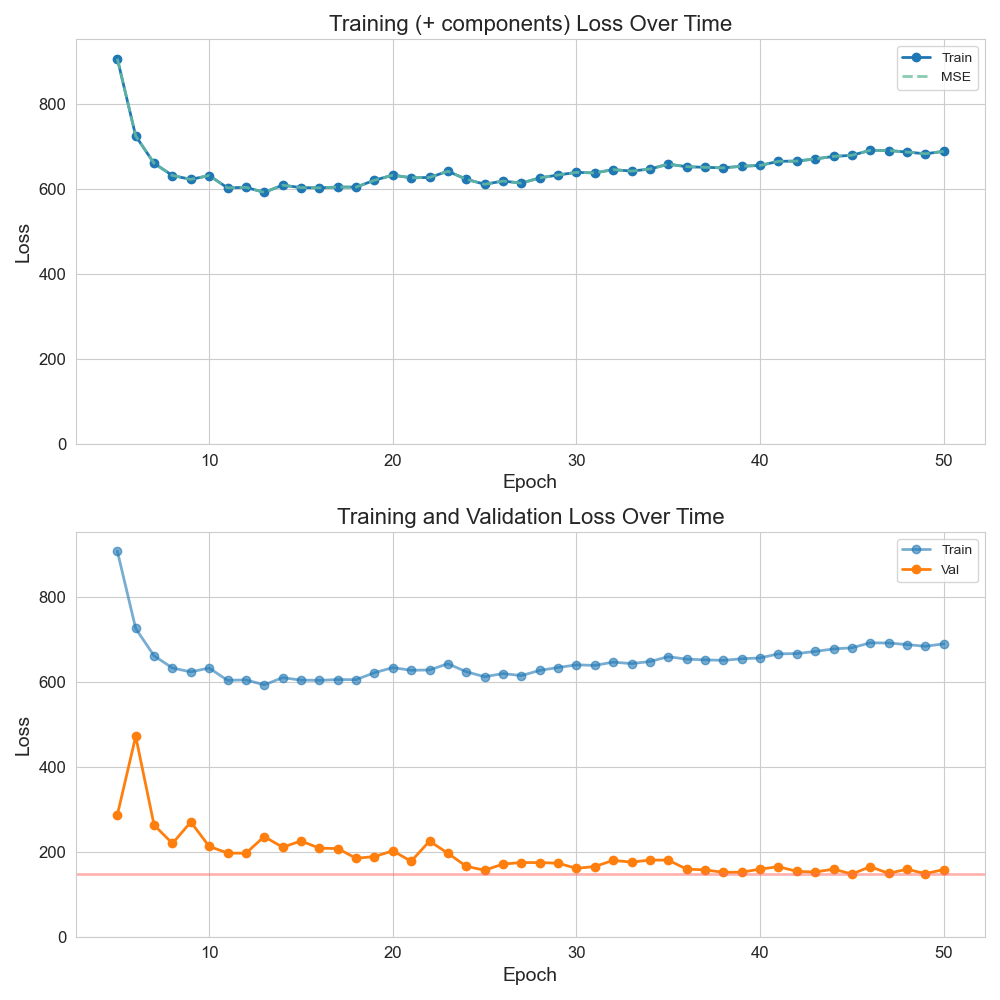 Training (+ components) Loss Over Time
Train
MSE
Loss
800
600
400
200
0
10 20 30 40 50
Epoch
Training and Validation Loss Over Time
Train
Val
Loss
800
600
400
200
0
10 20 30 40 50
Epoch